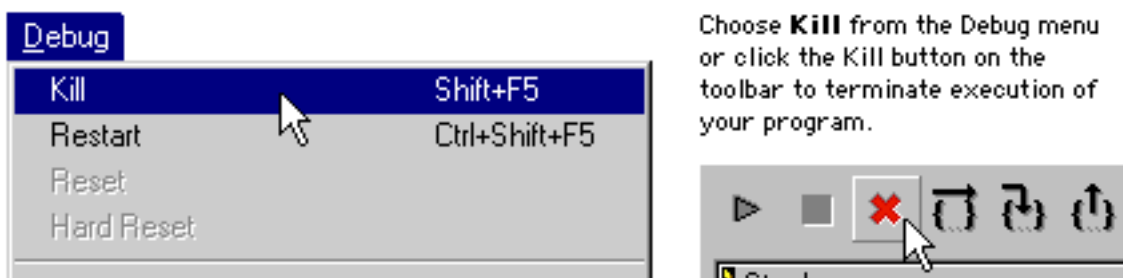 Debug
Kill Shift+F5
Restart Ctrl+Shift+F5
Reset
Hard Reset
Choose Kill from the Debug menu
or click the Kill button on the
toolbar to terminate execution of
your program.